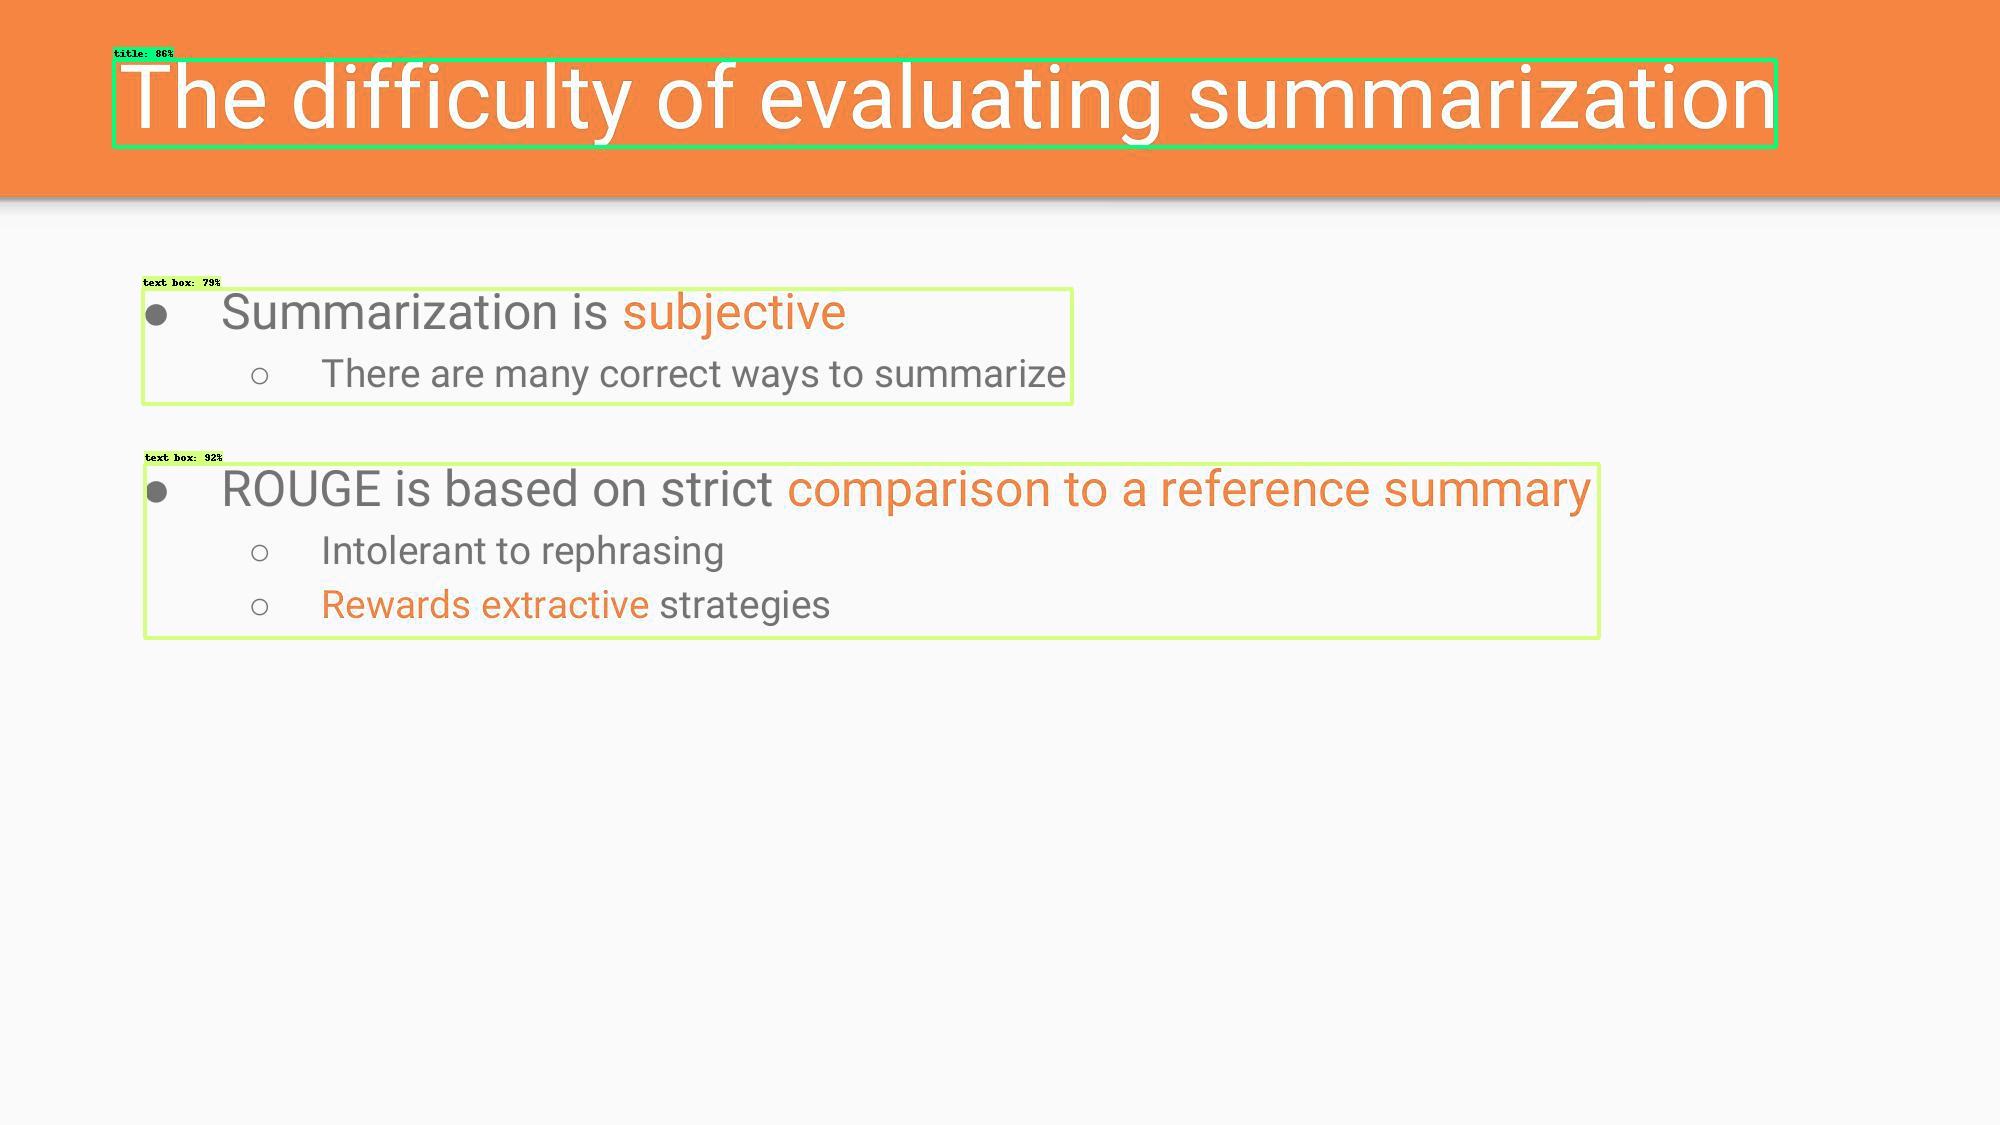 title: 86%
The difficulty of evaluating summarization
text box: 79%
● Summarization is subjective
○ There are many correct ways to summarize
text box: 92%
● ROUGE is based on strict comparison to a reference summary
○ Intolerant to rephrasing
○ Rewards extractive strategies